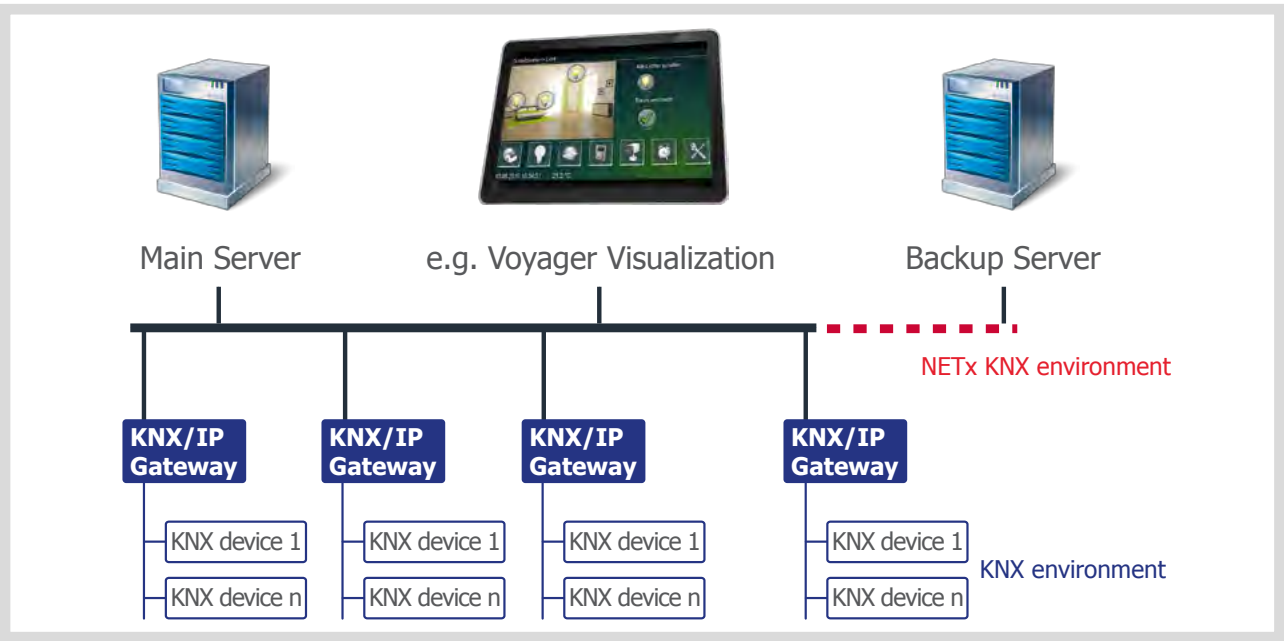 Main Server
e.g. Voyager Visualization
Backup Server
NETx KNX environment
KNX/IP
Gateway
KNX/IP
Gateway
KNX/IP
Gateway
KNX/IP
Gateway
KNX device 1
KNX device 1
KNX device 1
KNX device 1
KNX environment
KNX device n
KNX device n
KNX device n
KNX device n